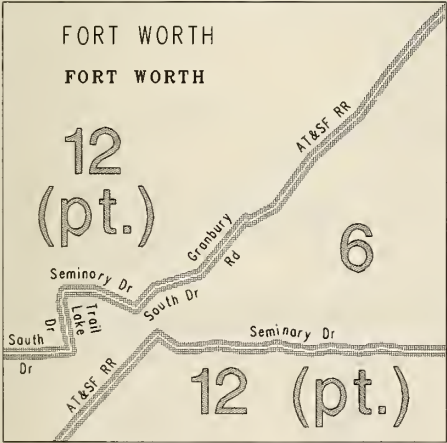 FORT WORTH
FORT WORTH
AT&SF RR
12
(pt.)
Granbury
Rd
6
Seminary Dr
South Dr
Trail
Lake
Dr
South
Dr
Seminary Dr
AT&SF RR
12 (pt.)